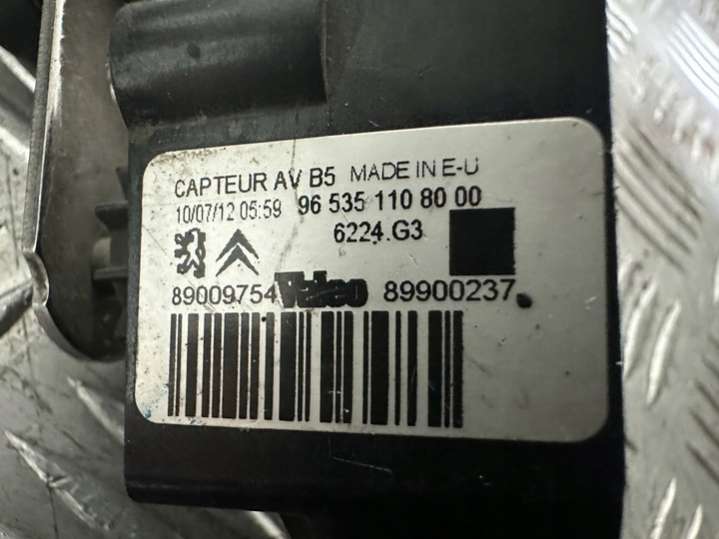 CAPTEUR AV B5 MADE IN E-U
10/07/12 05:59 96 535 110 80 00
6224.G3
89009754 Valeo 89900237